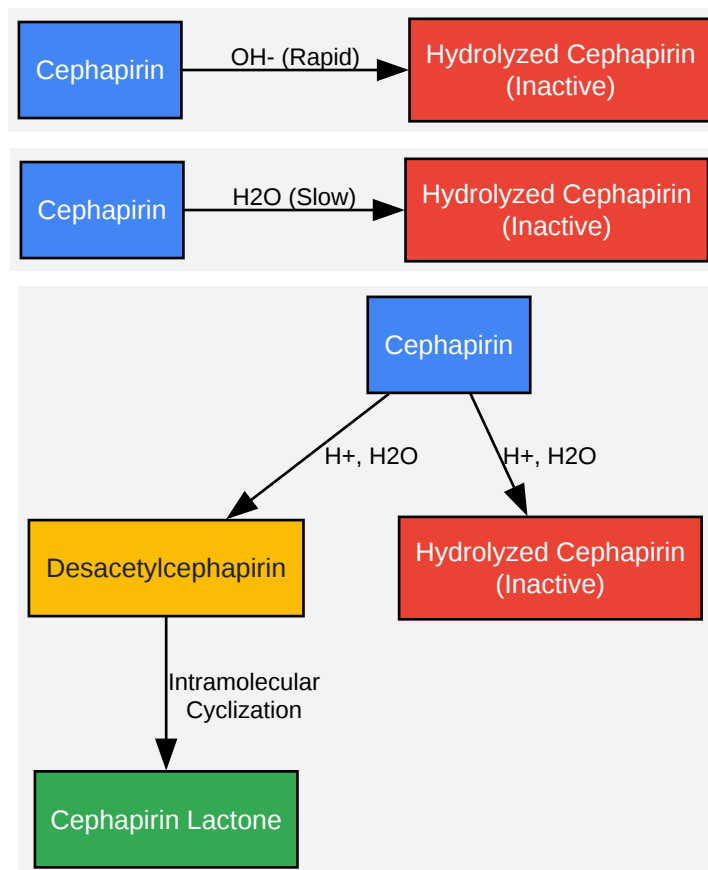 Cephapirin
OH- (Rapid)
Hydrolyzed Cephapirin
(Inactive)
Cephapirin
H2O (Slow)
Hydrolyzed Cephapirin
(Inactive)
Cephapirin
H+, H2O
H+, H2O
Desacetylcephapirin
Hydrolyzed Cephapirin
(Inactive)
Intramolecular
Cyclization
Cephapirin Lactone